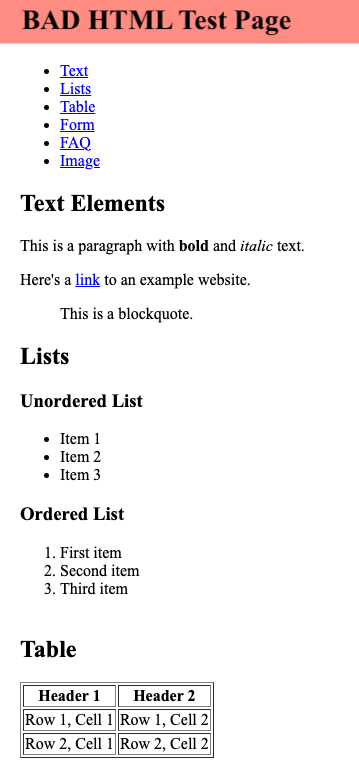 BAD HTML Test Page
• Text
• Lists
• Table
• Form
• FAQ
• Image
Text Elements
This is a paragraph with bold and italic text.
Here's a link to an example website.
This is a blockquote.
Lists
Unordered List
• Item 1
• Item 2
• Item 3
Ordered List
1. First item
2. Second item
3. Third item
Table
Header 1 Header 2
Row 1, Cell 1 Row 1, Cell 2
Row 2, Cell 1 Row 2, Cell 2